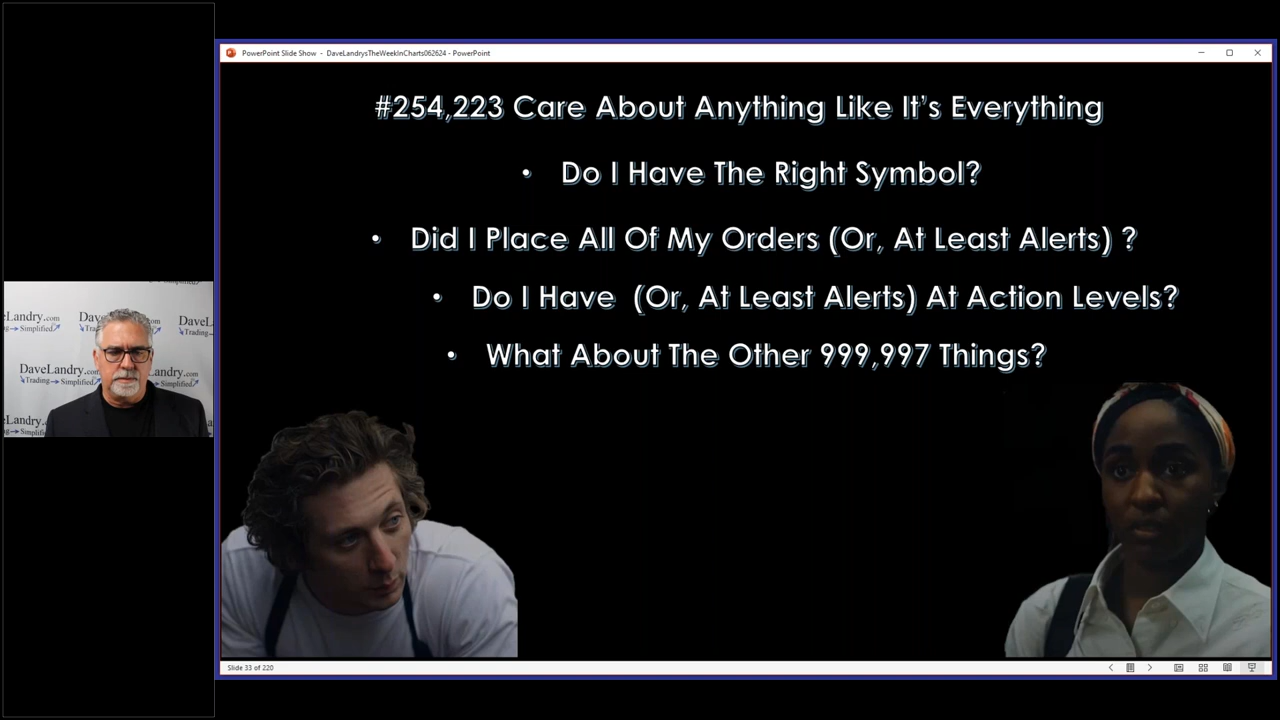 PowerPoint Slide Show - DaveLandrysTheWeekInCharts062624 - PowerPoint
#254,223 Care About Anything Like It's Everything
• Do I Have The Right Symbol?
• Did I Place All Of My Orders (Or, At Least Alerts) ?
• Do I Have (Or, At Least Alerts) At Action Levels?
• What About The Other 999,997 Things?
DaveLandry.com
Trading Simplified
Slide 33 of 220